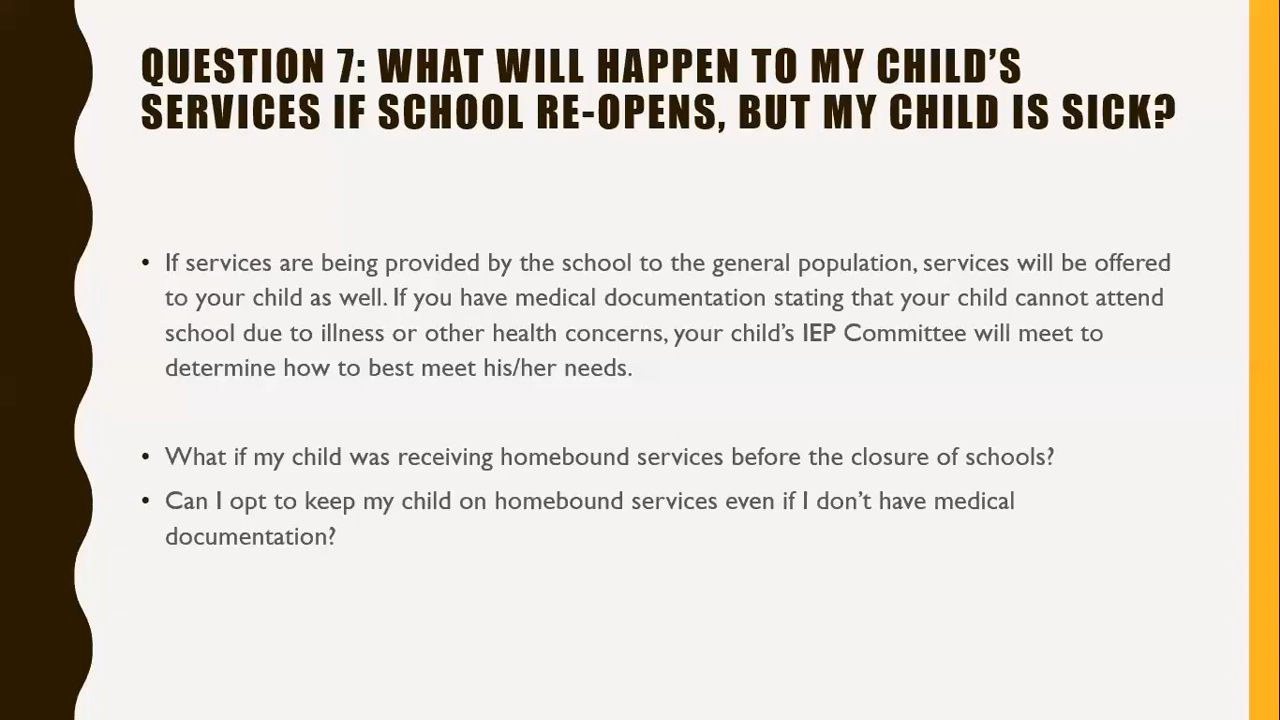 QUESTION 7: WHAT WILL HAPPEN TO MY CHILD’S
SERVICES IF SCHOOL RE-OPENS, BUT MY CHILD IS SICK?
• If services are being provided by the school to the general population, services will be offered
to your child as well. If you have medical documentation stating that your child cannot attend
school due to illness or other health concerns, your child’s IEP Committee will meet to
determine how to best meet his/her needs.
• What if my child was receiving homebound services before the closure of schools?
• Can I opt to keep my child on homebound services even if I don’t have medical
documentation?